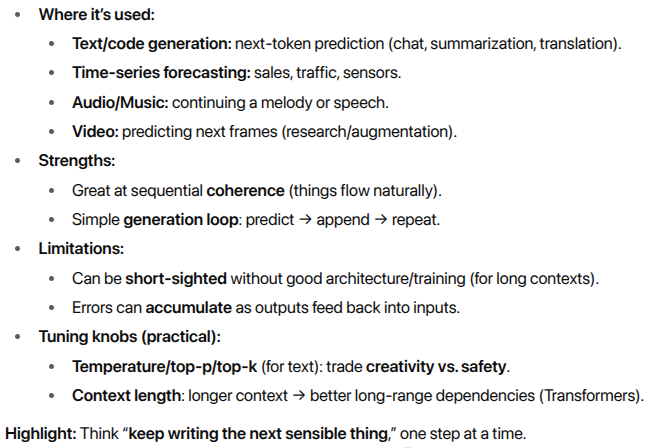 Where it's used:
Text/code generation: next-token prediction (chat, summarization, translation).
Time-series forecasting: sales, traffic, sensors.
Audio/Music: continuing a melody or speech.
Video: predicting next frames (research/augmentation).
Strengths:
Great at sequential coherence (things flow naturally).
Simple generation loop: predict → append → repeat.
Limitations:
Can be short-sighted without good architecture/training (for long contexts).
Errors can accumulate as outputs feed back into inputs.
Tuning knobs (practical):
Temperature/top-p/top-k (for text): trade creativity vs. safety.
Context length: longer context → better long-range dependencies (Transformers).
Highlight: Think “keep writing the next sensible thing,” one step at a time.